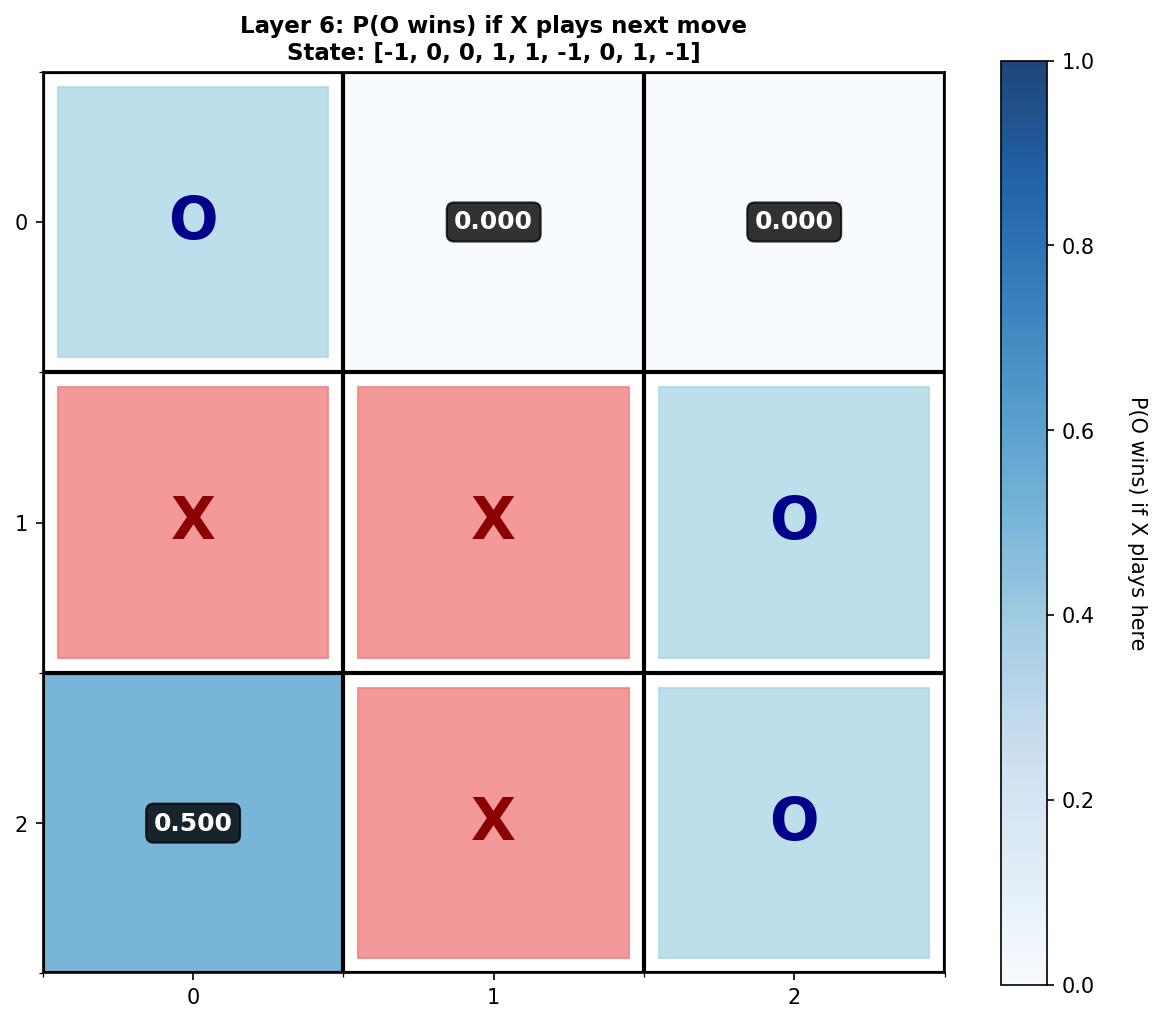 Layer 6: P(O wins) if X plays next move
State: [-1, 0, 0, 1, 1, -1, 0, 1, -1]
O
0.000
0.000
X
X
O
0.500
X
O
0
1
2
0
1
2
1.0
0.8
0.6
0.4
0.2
0.0
P(O wins) if X plays here